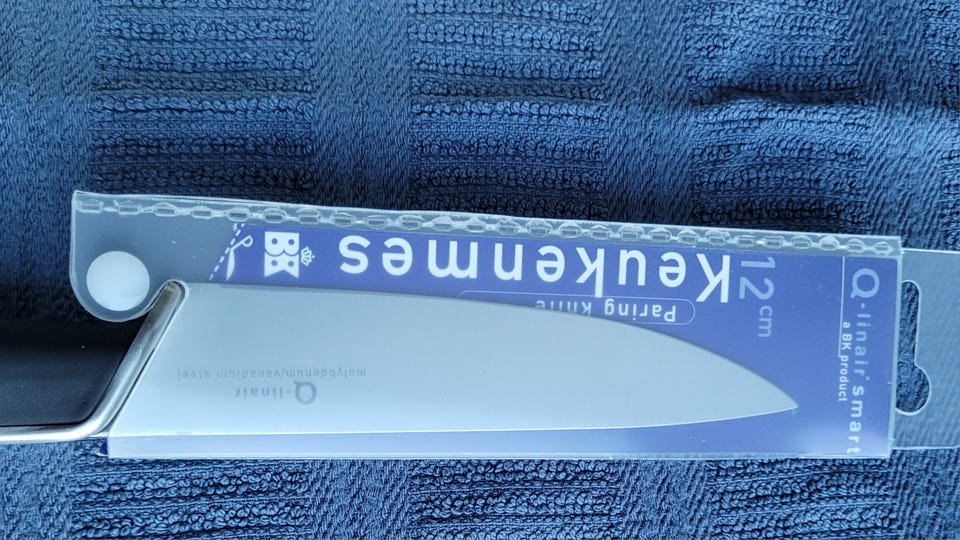 Keukenmes
BK
Paring knife
12 cm
Q-linair smart
a BK product
Q-linair
molybdenum/vanadium steel